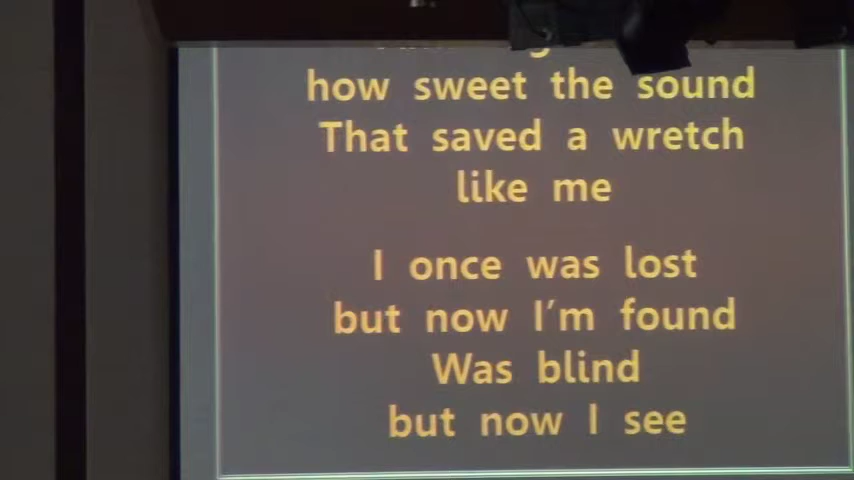 how sweet the sound
That saved a wretch
like me
I once was lost
but now I'm found
Was blind
but now I see